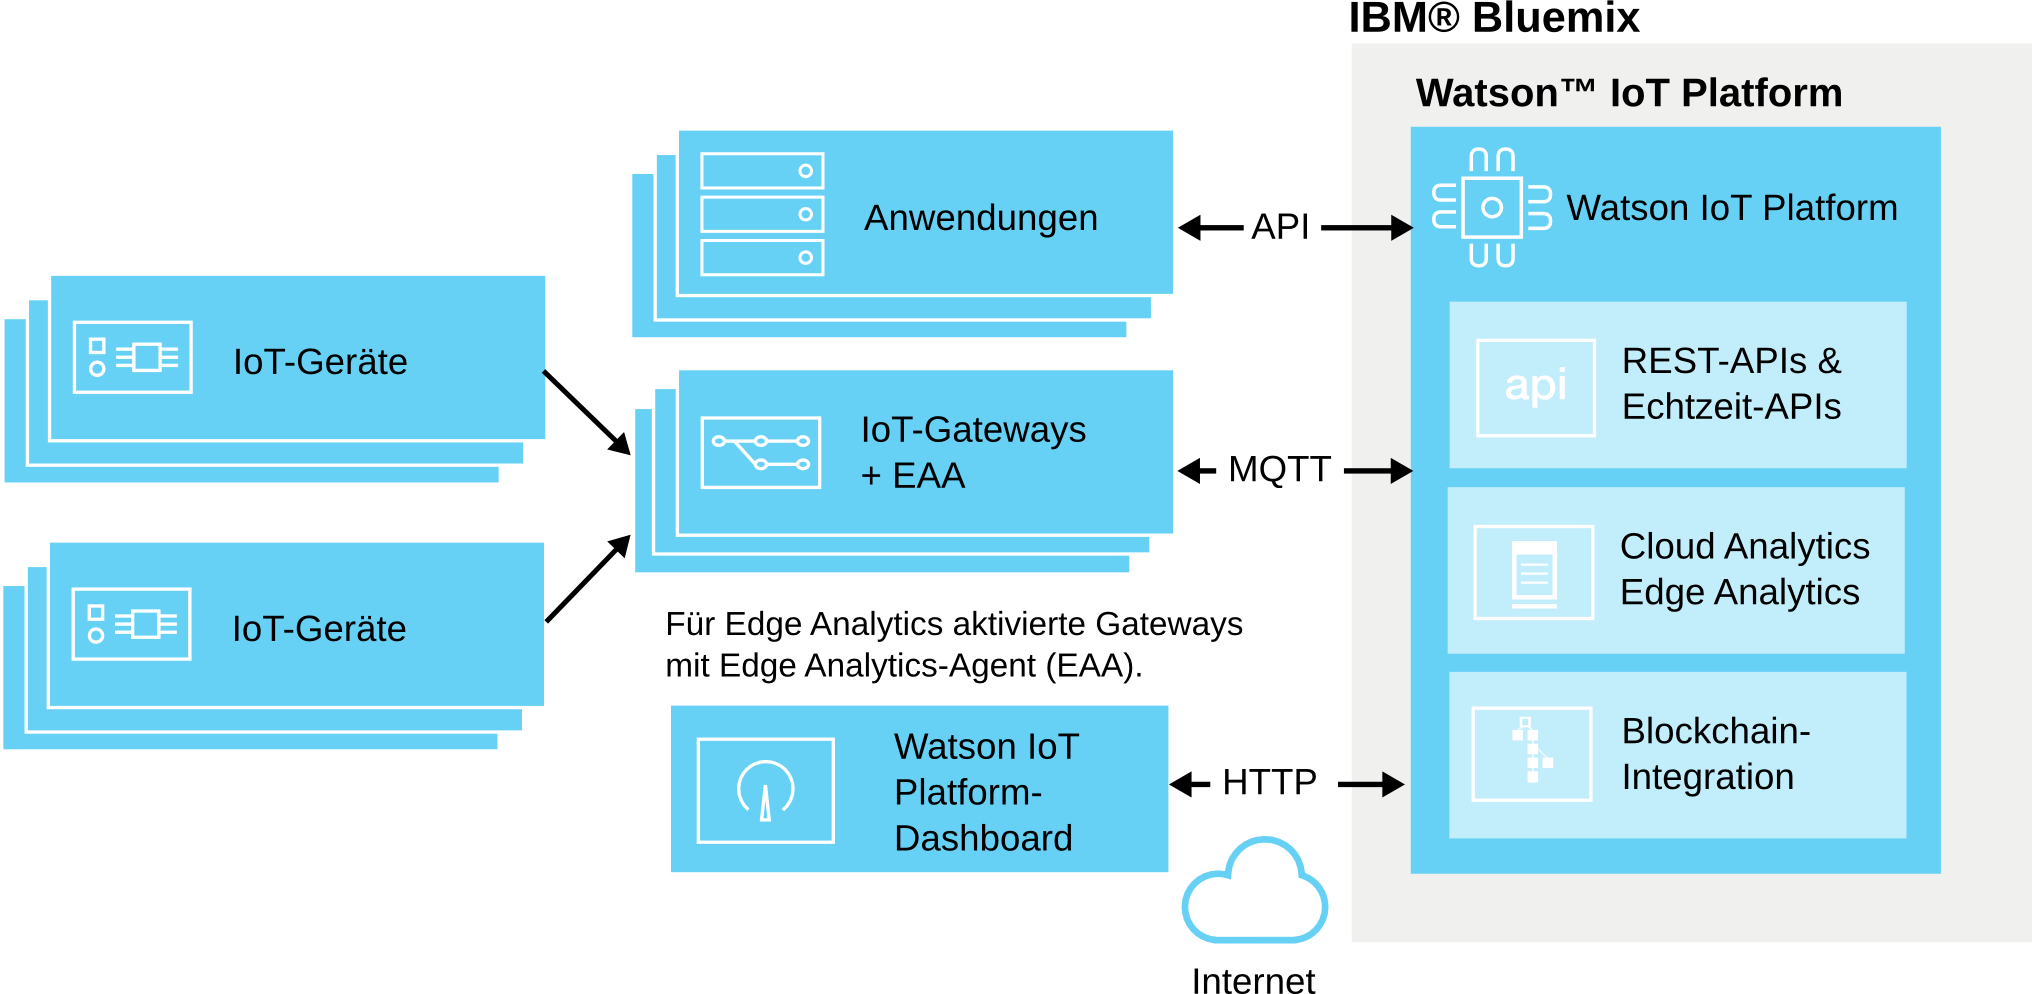 IBM® Bluemix
Watson™ IoT Platform
Anwendungen
API
Watson IoT Platform
IoT-Geräte
REST-APIs &
Echtzeit-APIs
api
IoT-Gateways
+ EAA
MQTT
Cloud Analytics
Edge Analytics
IoT-Geräte
Für Edge Analytics aktivierte Gateways
mit Edge Analytics-Agent (EAA).
Watson IoT
Platform-
Dashboard
HTTP
Blockchain-
Integration
Internet